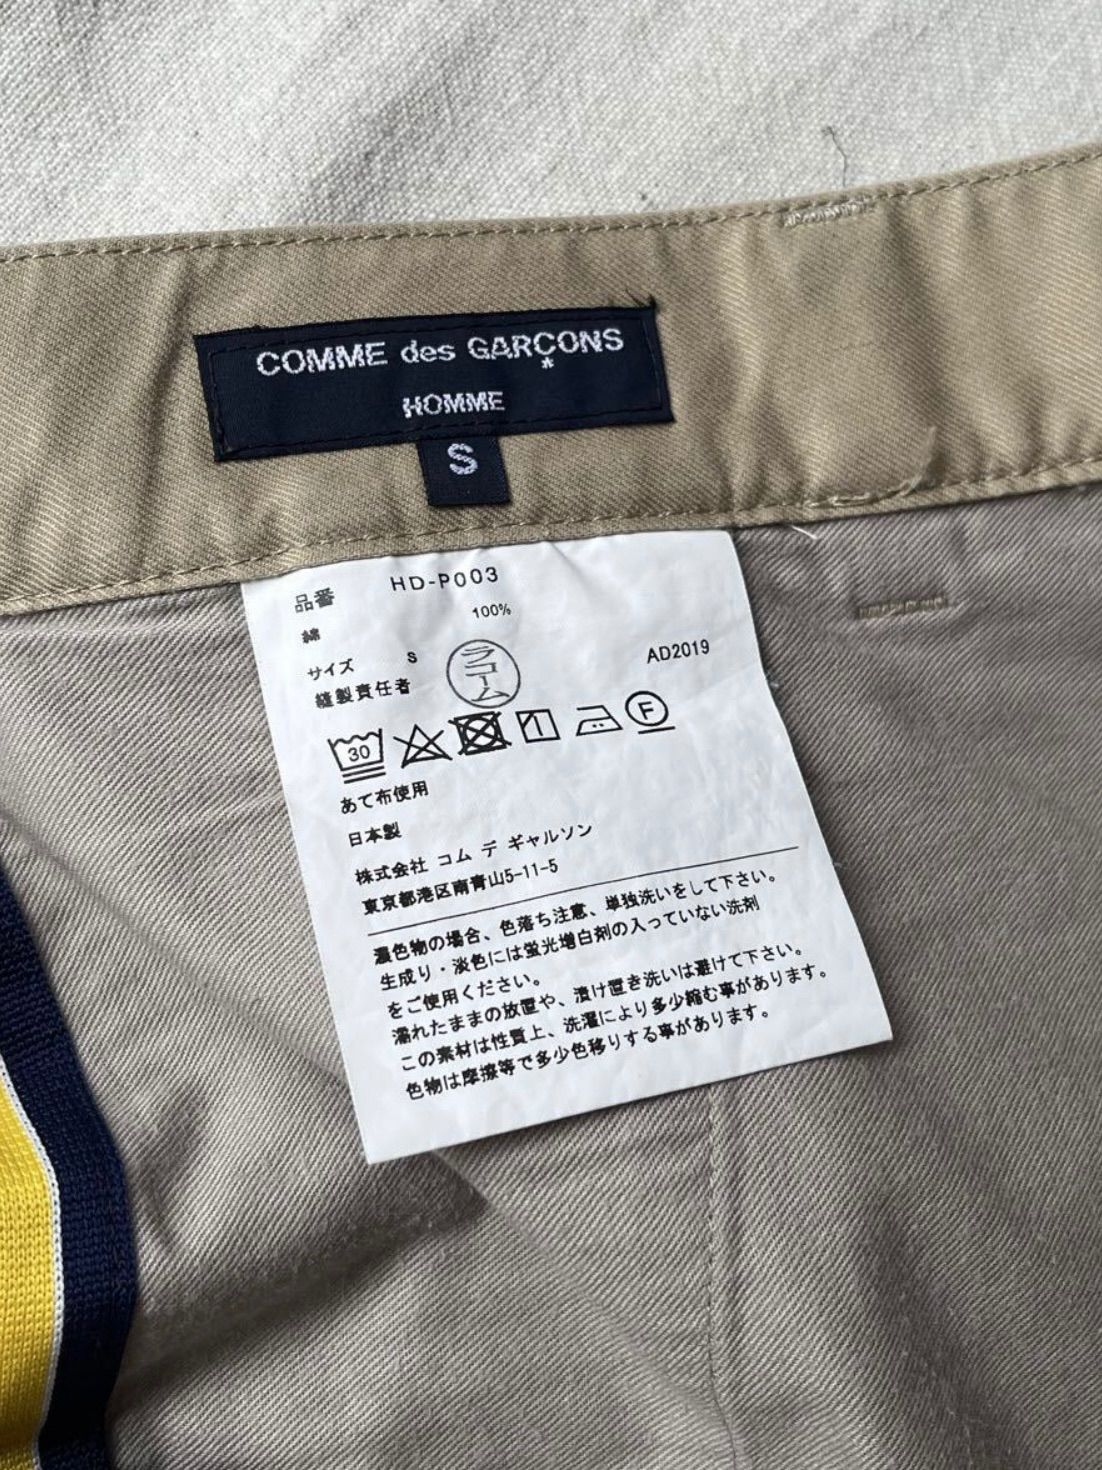 COMME des GARÇONS
HOMME
S
品番 HD-P003
綿 100%
サイズ S
AD2019
縫製責任者 ラコーム
30
F
あて布使用
日本製
株式会社 コム デ ギャルソン
東京都港区南青山5-11-5
濃色物の場合、色落ち注意、単独洗いをして下さい。
生成り・淡色には蛍光増白剤の入っていない洗剤
をご使用ください。
濡れたままの放置や、漬け置き洗いは避けて下さい。
この素材は性質上、洗濯により多少縮む事があります。
色物は摩擦等で多少色移りする事があります。